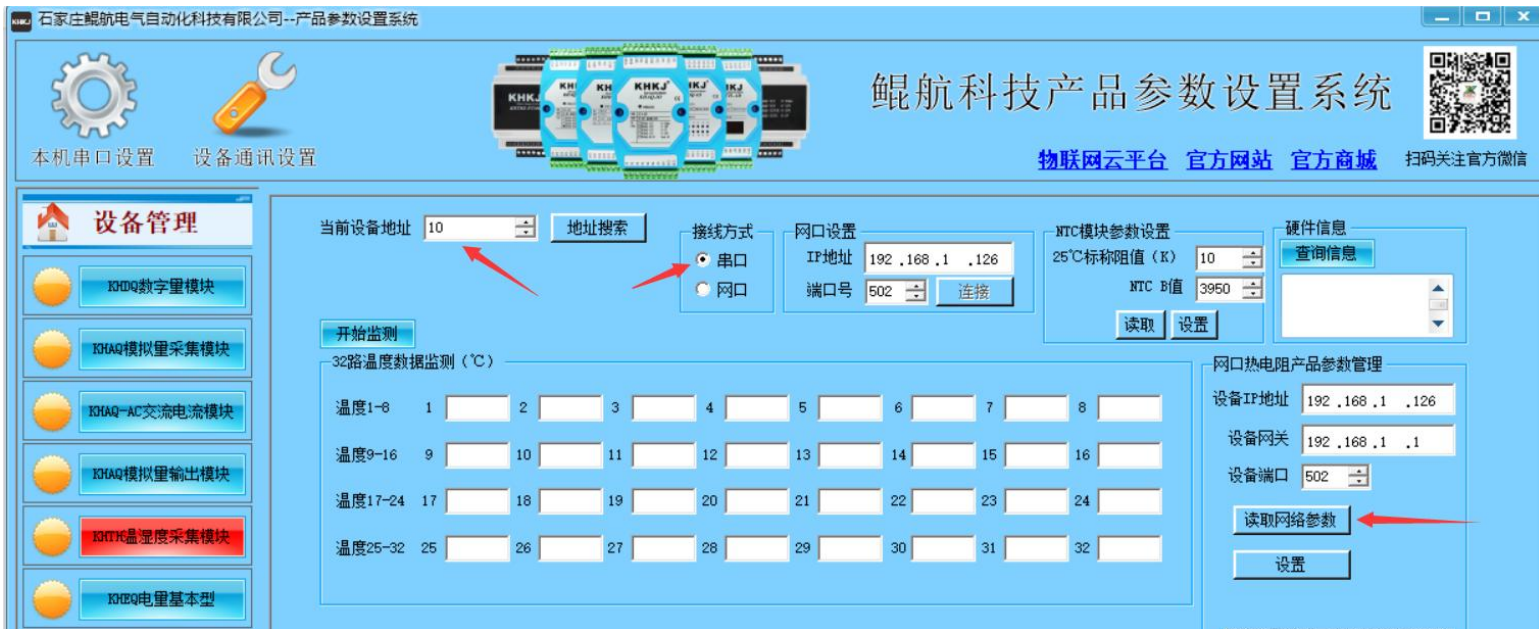 石家庄鲲航电气自动化科技有限公司--产品参数设置系统
本机串口设置
设备通讯设置
KHKJ
鲲航科技产品参数设置系统
物联网云平台 官方网站 官方商城
扫码关注官方微信
设备管理
KHDQ数字量模块
KHAQ模拟量采集模块
KHAQ-AC交流电流模块
KHAQ模拟量输出模块
KHTH温湿度采集模块
KHEQ电量基本型
当前设备地址 10 地址搜索
接线方式
串口
网口
网口设置
IP地址 192 .168 .1 .126
端口号 502 连接
NTC模块参数设置
25℃标称阻值（K） 10
NTC B值 3950
读取 设置
硬件信息
查询信息
开始监测
32路温度数据监测（℃）
温度1-8 1 2 3 4 5 6 7 8
温度9-16 9 10 11 12 13 14 15 16
温度17-24 17 18 19 20 21 22 23 24
温度25-32 25 26 27 28 29 30 31 32
网口热电阻产品参数管理
设备IP地址 192 .168 .1 .126
设备网关 192 .168 .1 .1
设备端口 502
读取网络参数
设置